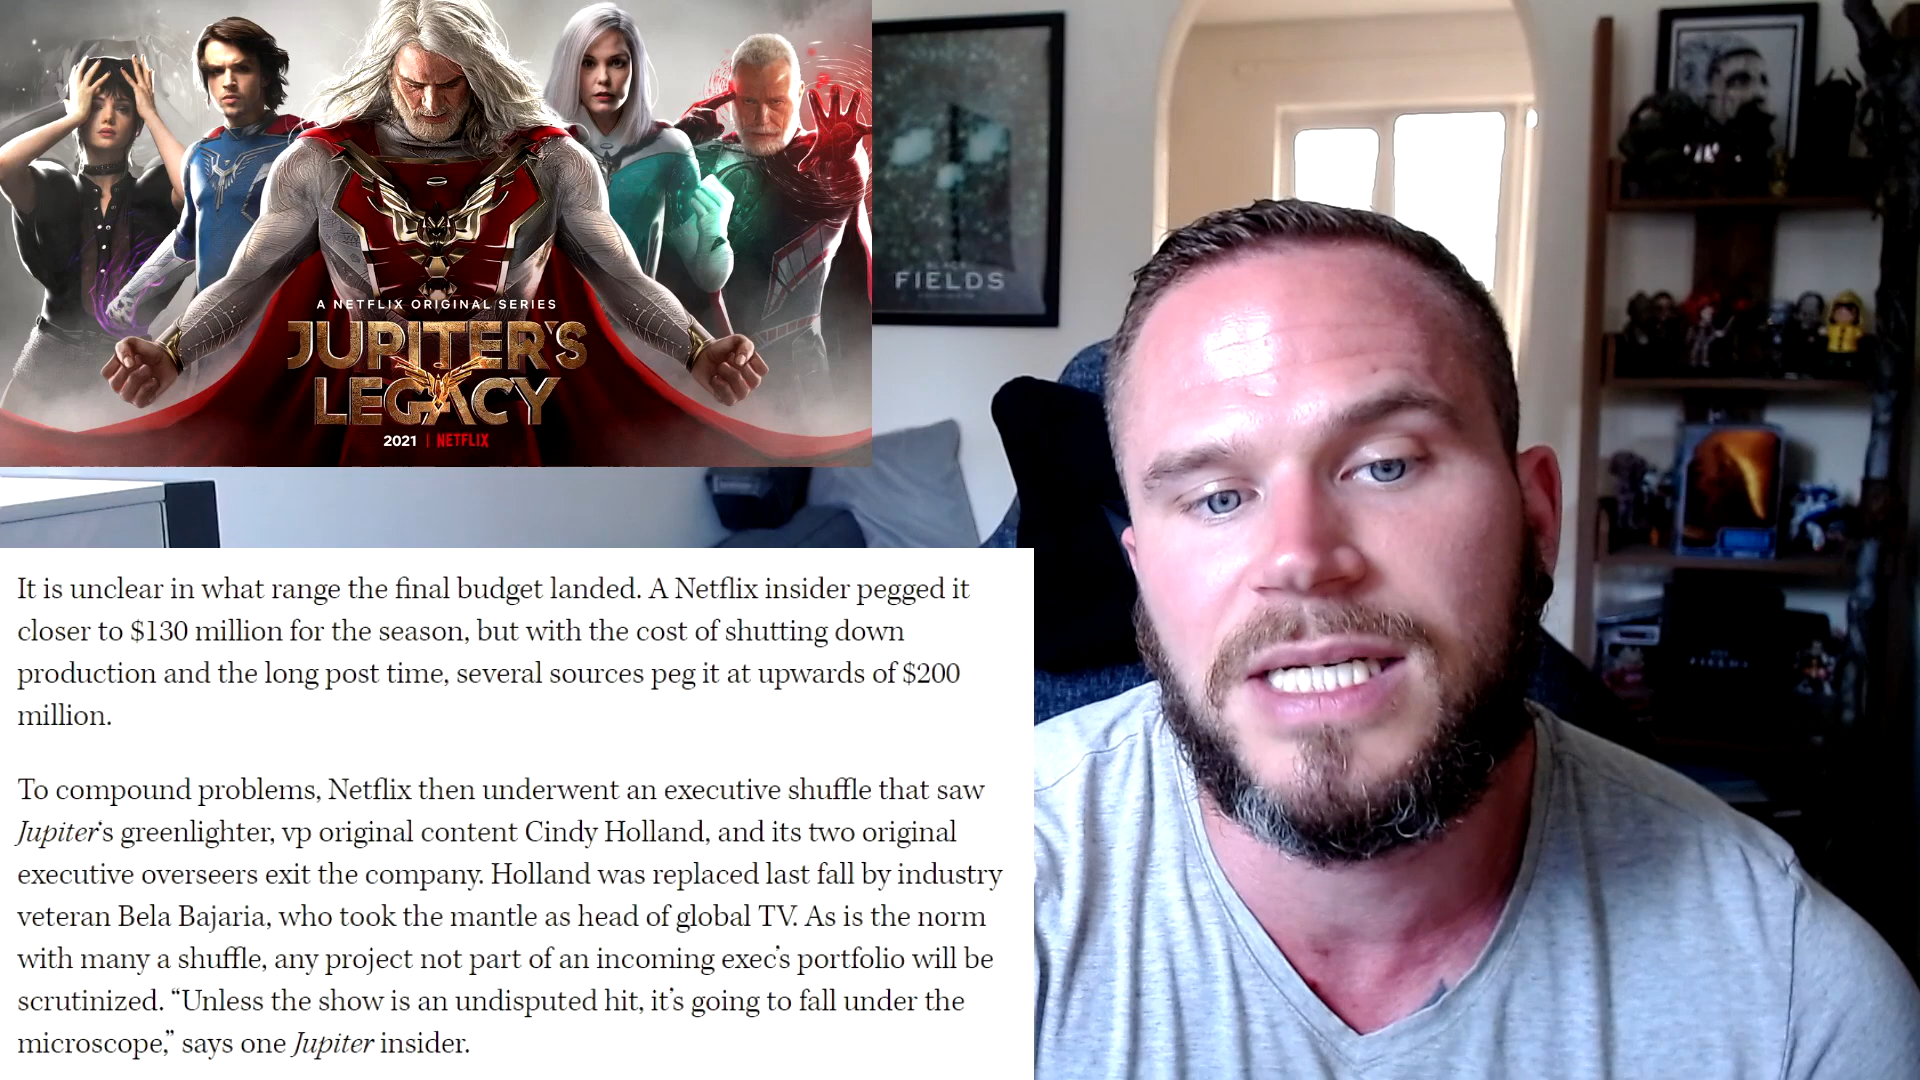 A NETFLIX ORIGINAL SERIES
JUPITER'S
LEGACY
2021 | NETFLIX
FIELDS
It is unclear in what range the final budget landed. A Netflix insider pegged it
closer to $130 million for the season, but with the cost of shutting down
production and the long post time, several sources peg it at upwards of $200
million.
To compound problems, Netflix then underwent an executive shuffle that saw
Jupiter's greenlighter, vp original content Cindy Holland, and its two original
executive overseers exit the company. Holland was replaced last fall by industry
veteran Bela Bajaria, who took the mantle as head of global TV. As is the norm
with many a shuffle, any project not part of an incoming exec's portfolio will be
scrutinized. “Unless the show is an undisputed hit, it's going to fall under the
microscope,” says one Jupiter insider.